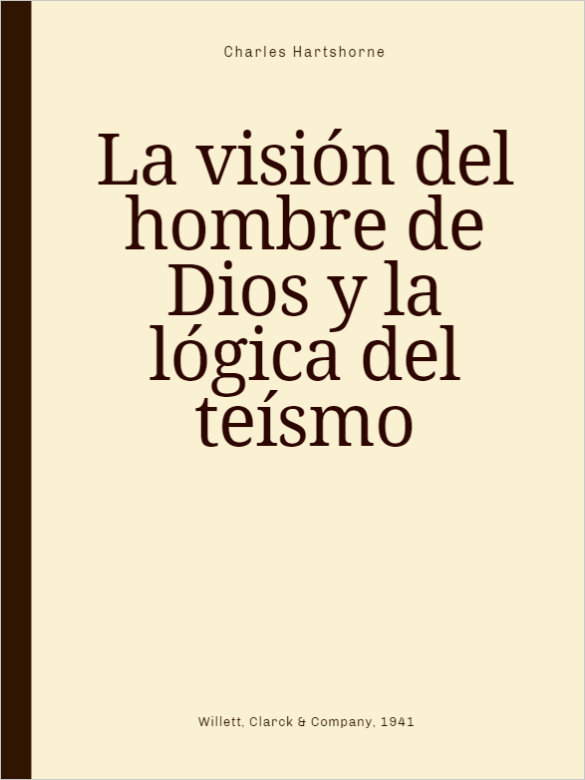 Charles Hartshorne
La visión del
hombre de
Dios y la
lógica del
teísmo
Willett, Clarck & Company, 1941